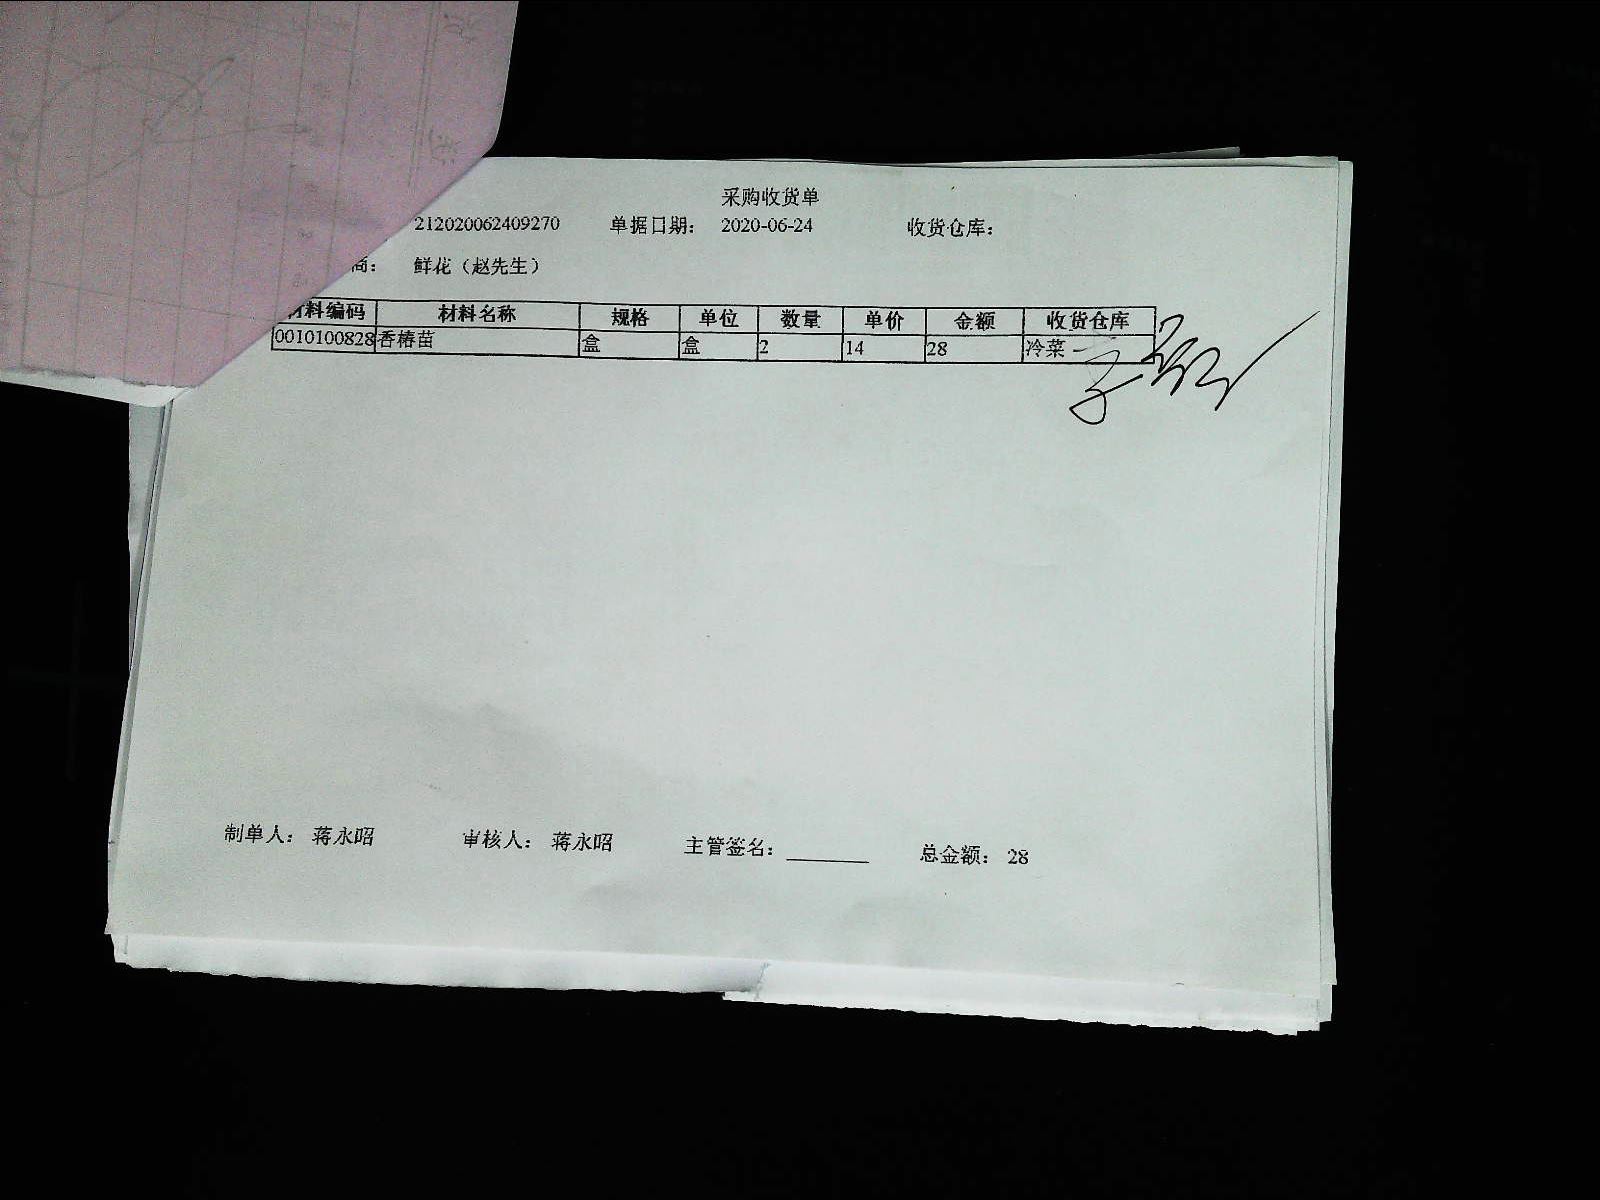 采购收货单
212020062409270 单据日期： 2020-06-24 收货仓库：
商： 鲜花（赵先生）
材料编码 材料名称 规格 单位 数量 单价 金额 收货仓库
0010100828 香椿苗 盒 盒 2 14 28 冷菜
制单人： 蒋永昭 审核人： 蒋永昭 主管签名：________ 总金额： 28